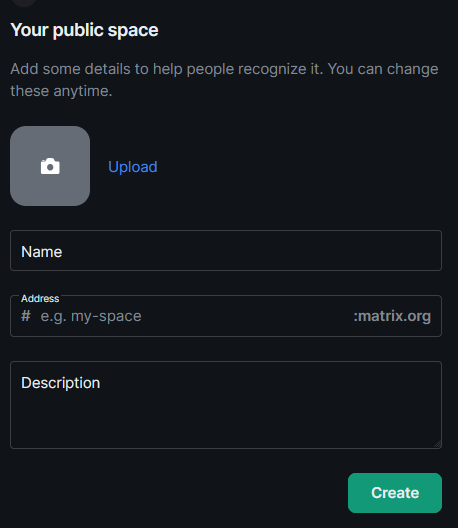 Your public space
Add some details to help people recognize it. You can change
these anytime.
Upload
Name
Address
# e.g. my-space :matrix.org
Description
Create